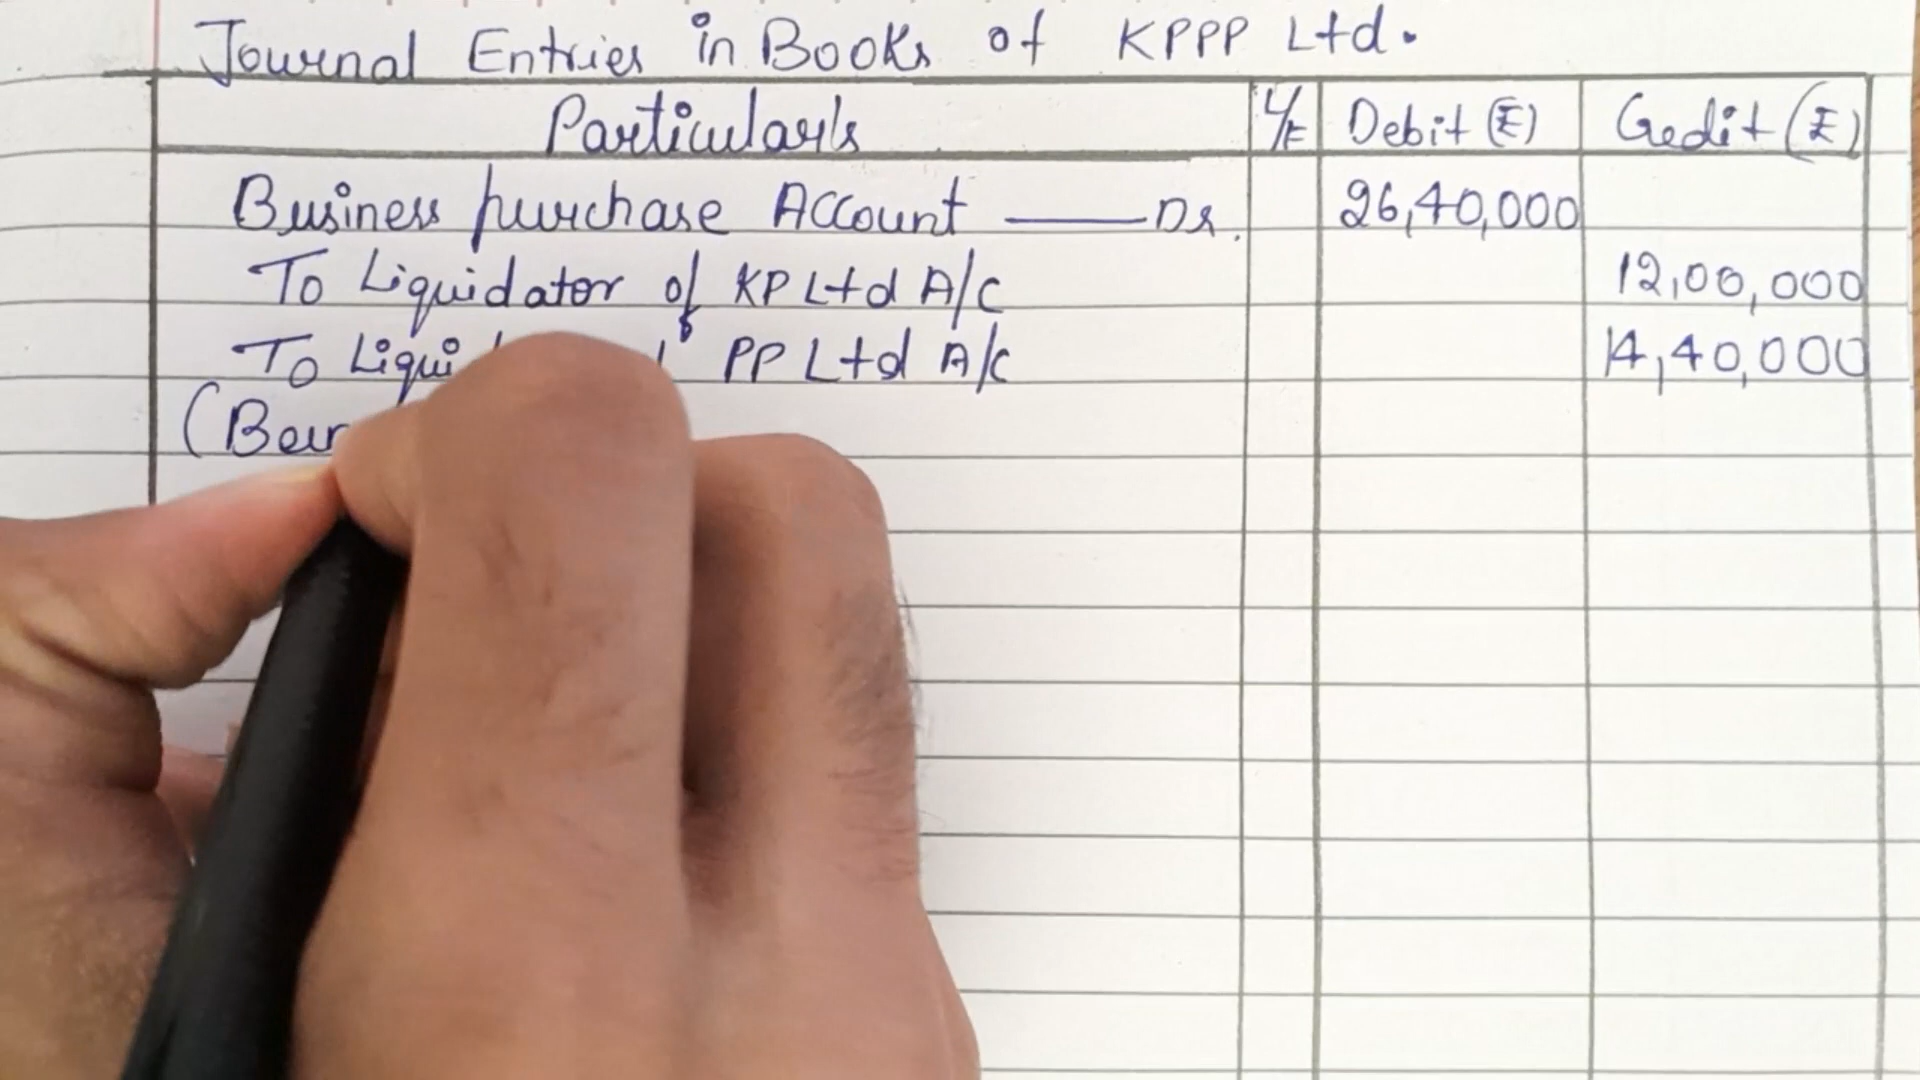 Journal Entries in Books of KPPP Ltd.
Particulars L/F Debit (₹) Credit (₹)
Business purchase Account —— Dr. 26,40,000
To Liquidator of KP Ltd A/c 12,00,000
To PP Ltd A/c 14,40,000